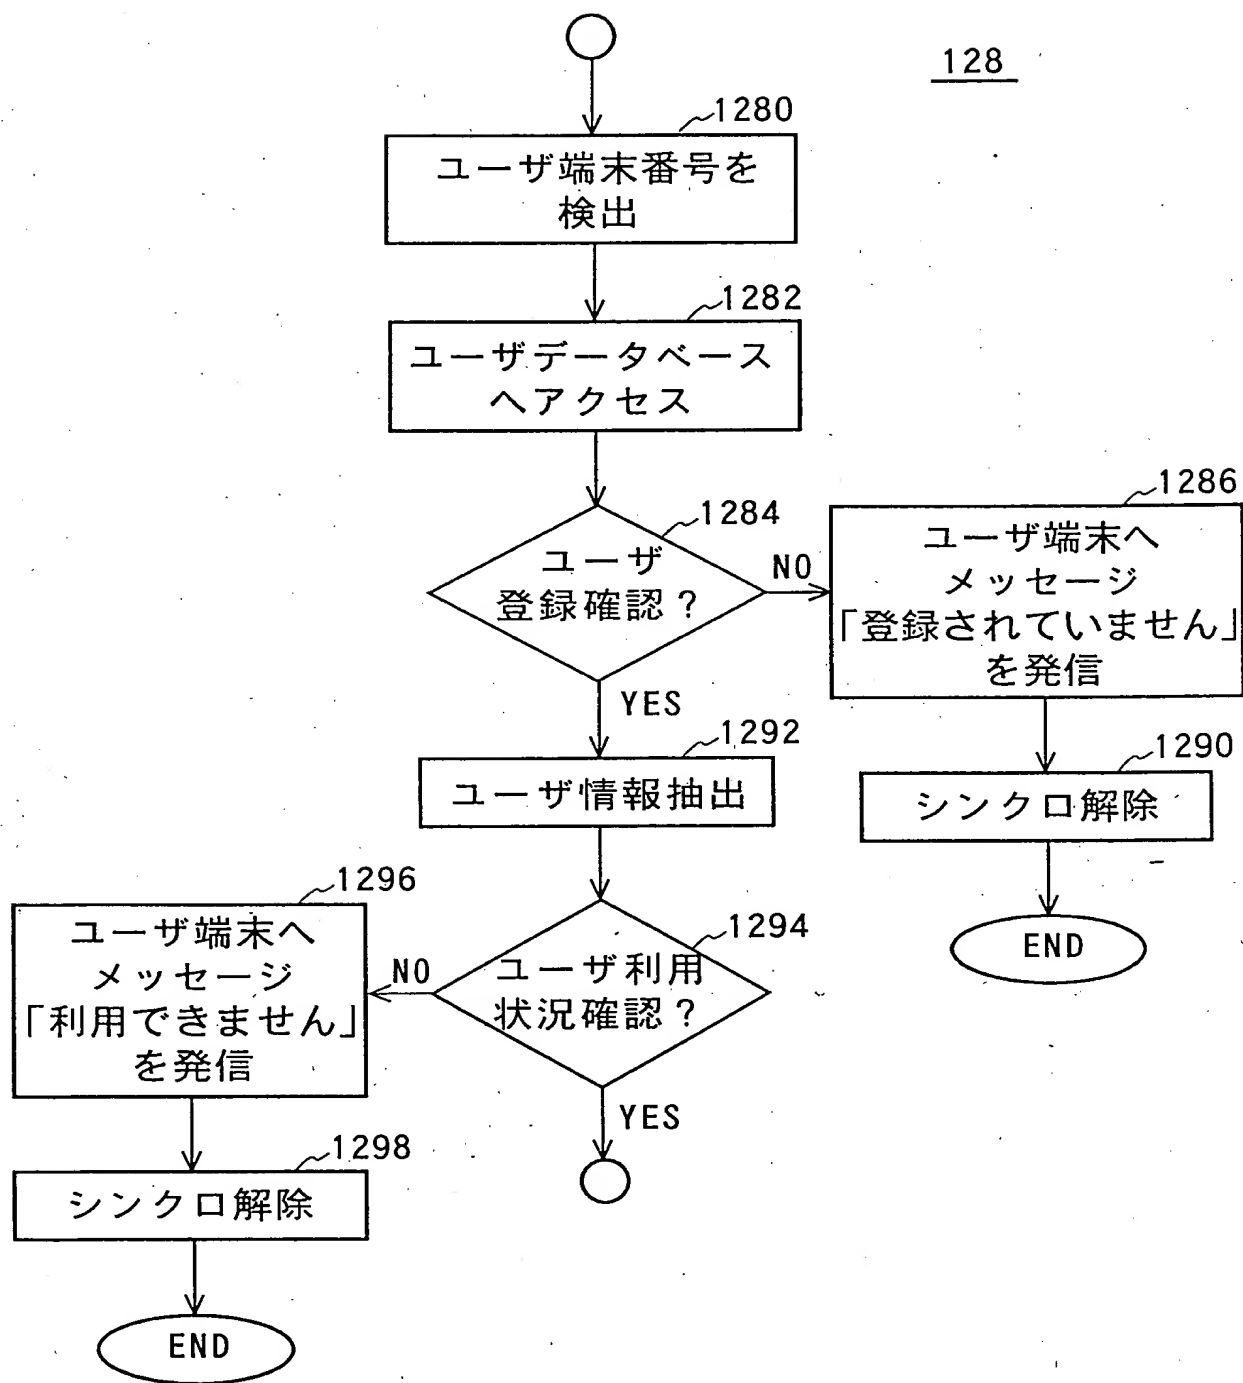 128
1280
ユーザ端末番号を
検出
1282
ユーザデータベース
へアクセス
1284
ユーザ
登録確認?
NO
1286
ユーザ端末へ
メッセージ
「登録されていません」
を発信
YES
1290
シンクロ解除
END
1292
ユーザ情報抽出
1294
ユーザ利用
状況確認?
NO
1296
ユーザ端末へ
メッセージ
「利用できません」
を発信
YES
1298
シンクロ解除
END